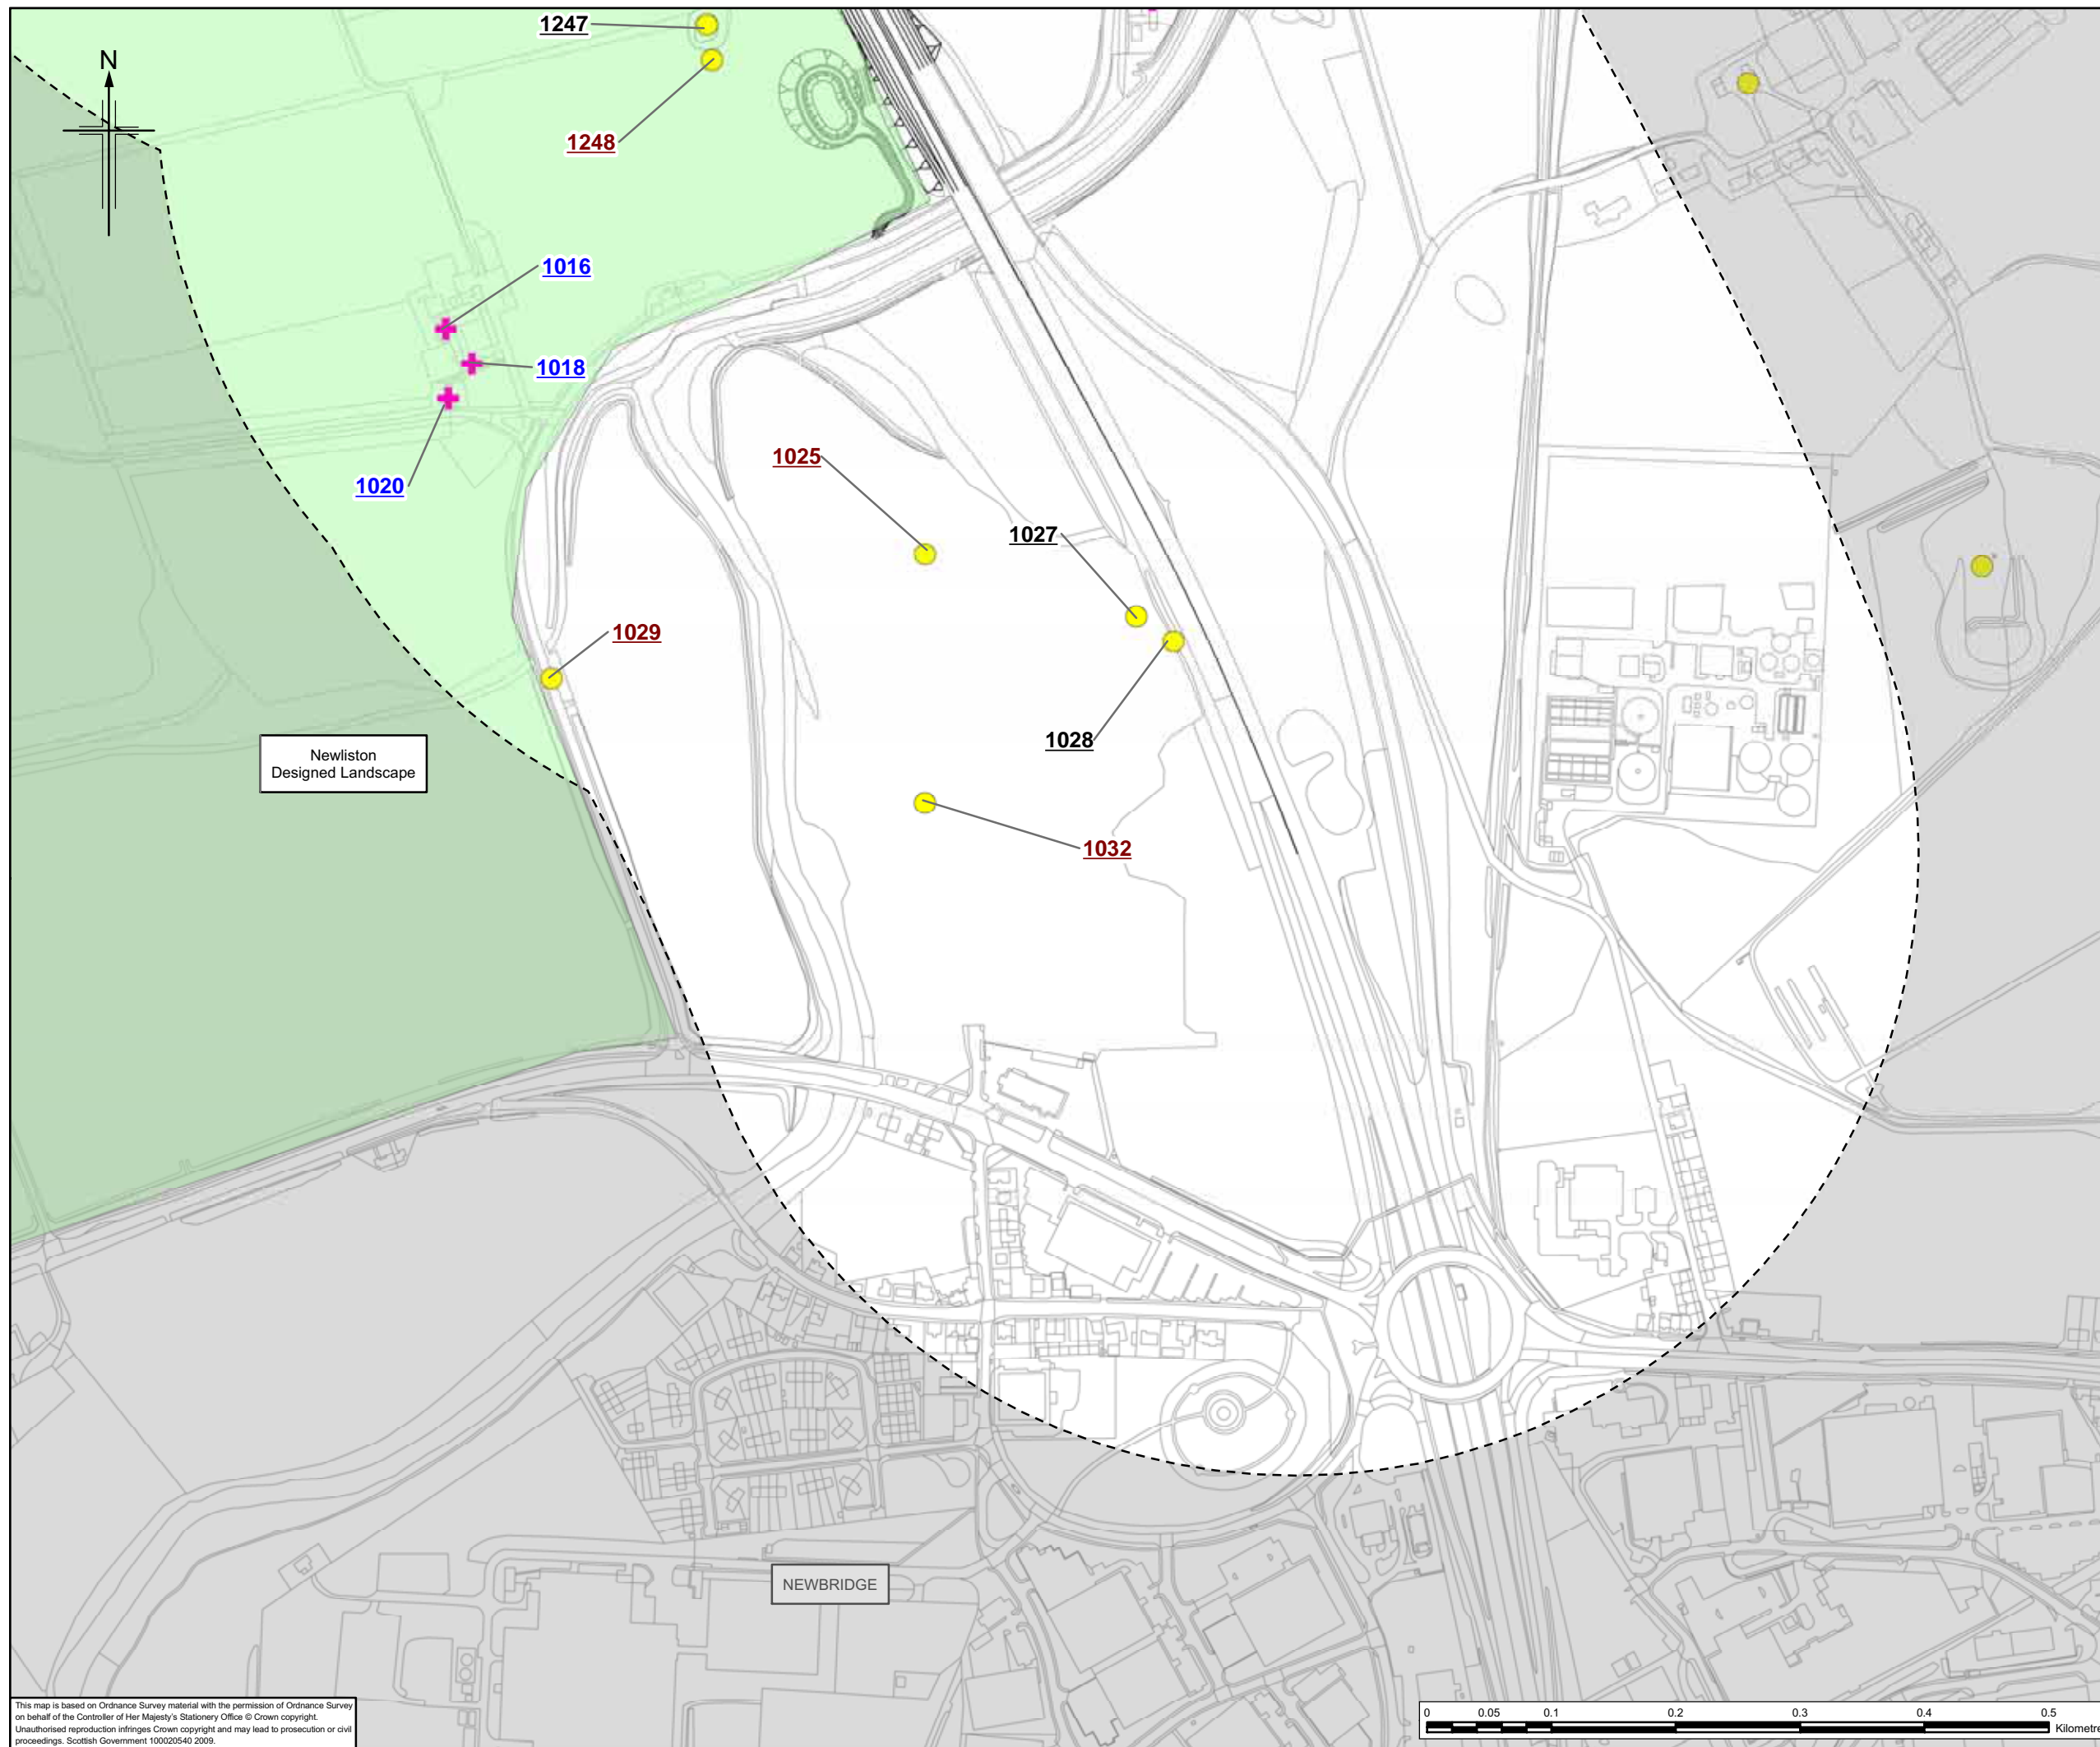 1247
N
1248
1016
1018
1020
1025
1027
1029
1028
Newliston
Designed Landscape
1032
NEWBRIDGE
This map is based on Ordnance Survey material with the permission of Ordnance Survey
on behalf of the Controller of Her Majesty's Stationery Office © Crown copyright.
Unauthorised reproduction infringes Crown copyright and may lead to prosecution or civil
proceedings. Scottish Government 100020540 2009.
0 0.05 0.1 0.2 0.3 0.4 0.5
Kilometre